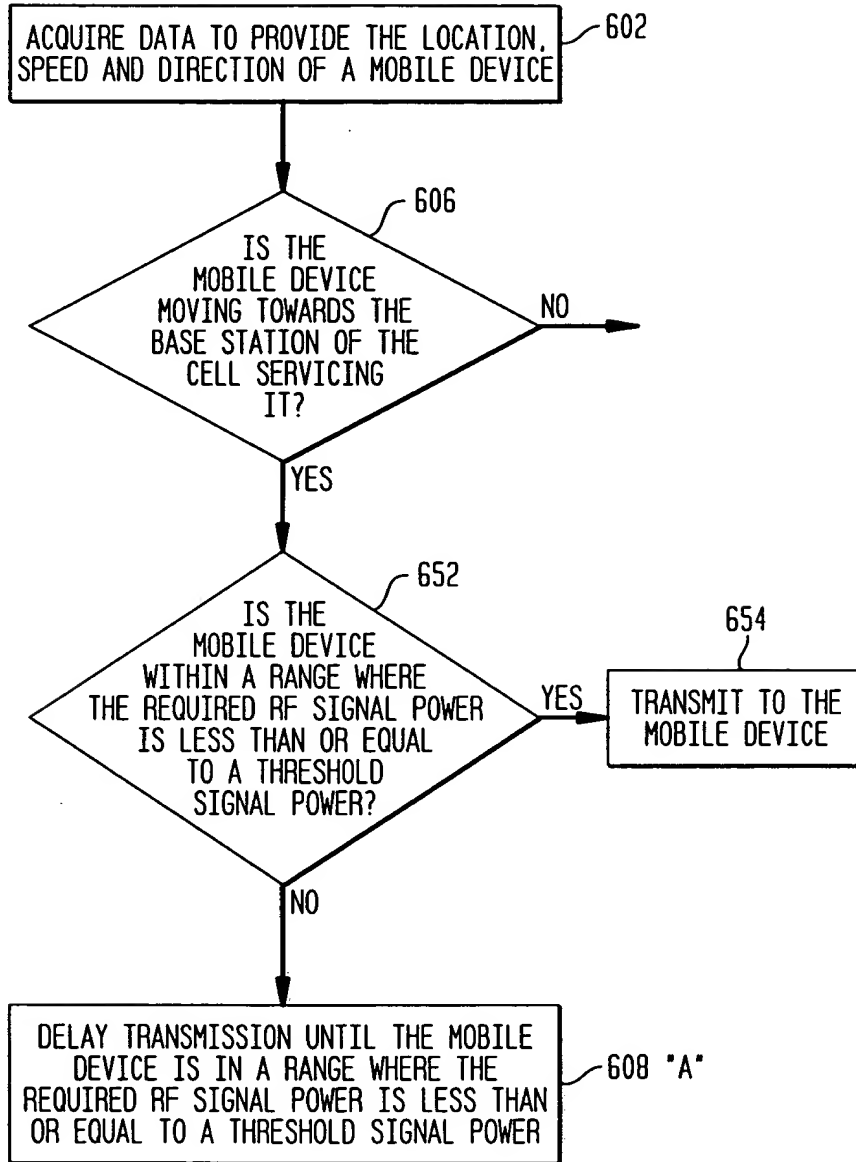 ACQUIRE DATA TO PROVIDE THE LOCATION,
SPEED AND DIRECTION OF A MOBILE DEVICE
602
606
IS THE
MOBILE DEVICE
MOVING TOWARDS THE
BASE STATION OF THE
CELL SERVICING
IT?
NO
YES
652
IS THE
MOBILE DEVICE
WITHIN A RANGE WHERE
THE REQUIRED RF SIGNAL POWER
IS LESS THAN OR EQUAL
TO A THRESHOLD
SIGNAL POWER?
YES
654
TRANSMIT TO THE
MOBILE DEVICE
NO
DELAY TRANSMISSION UNTIL THE MOBILE
DEVICE IS IN A RANGE WHERE THE
REQUIRED RF SIGNAL POWER IS LESS THAN
OR EQUAL TO A THRESHOLD SIGNAL POWER
608 "A"